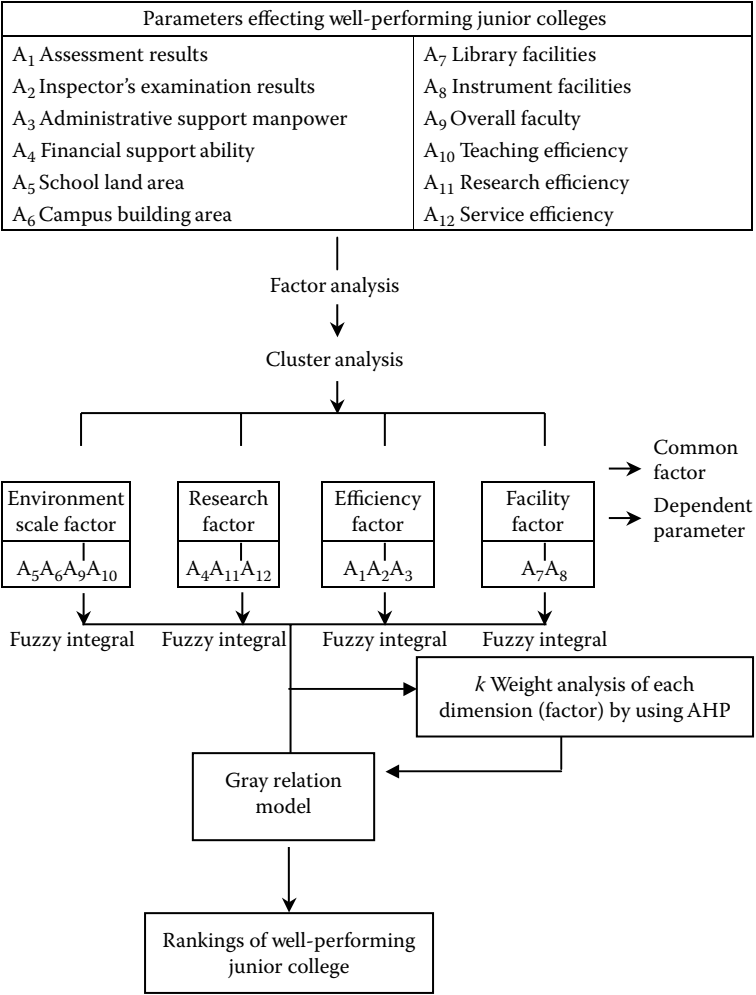 Parameters effecting well-performing junior colleges
A1 Assessment results
A2 Inspector's examination results
A3 Administrative support manpower
A4 Financial support ability
A5 School land area
A6 Campus building area
A7 Library facilities
A8 Instrument facilities
A9 Overall faculty
A10 Teaching efficiency
A11 Research efficiency
A12 Service efficiency
Factor analysis
Cluster analysis
Common
factor
Dependent
parameter
Environment
scale factor
A5A6A9A10
Research
factor
A4A11A12
Efficiency
factor
A1A2A3
Facility
factor
A7A8
Fuzzy integral
Fuzzy integral
Fuzzy integral
Fuzzy integral
k Weight analysis of each
dimension (factor) by using AHP
Gray relation
model
Rankings of well-performing
junior college